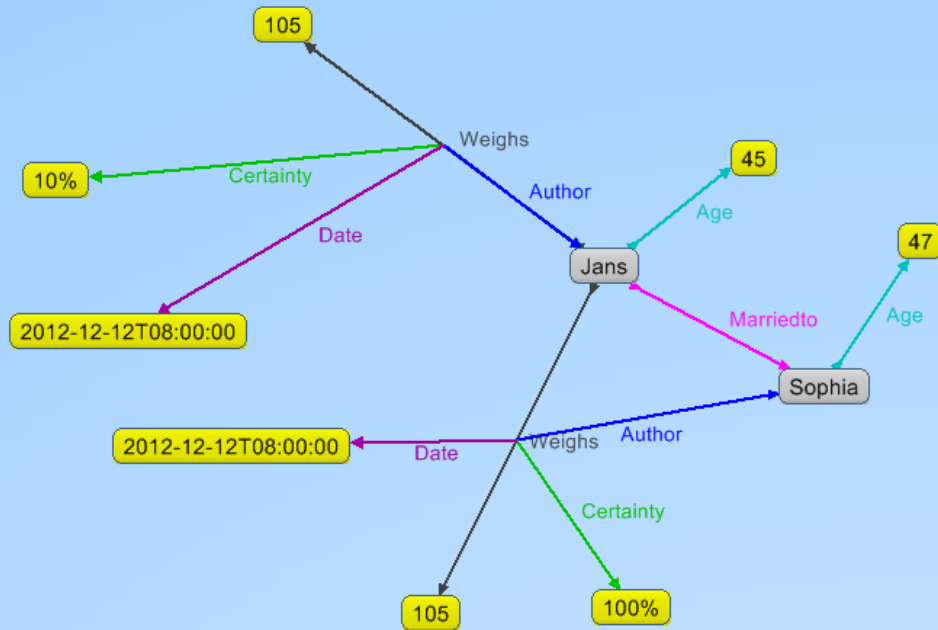 105
Weighs
45
10%
Certainty
Author
Age
Date
47
Jans
Marriedto
Age
2012-12-12T08:00:00
Sophia
2012-12-12T08:00:00
Date
Weighs
Author
Certainty
105
100%